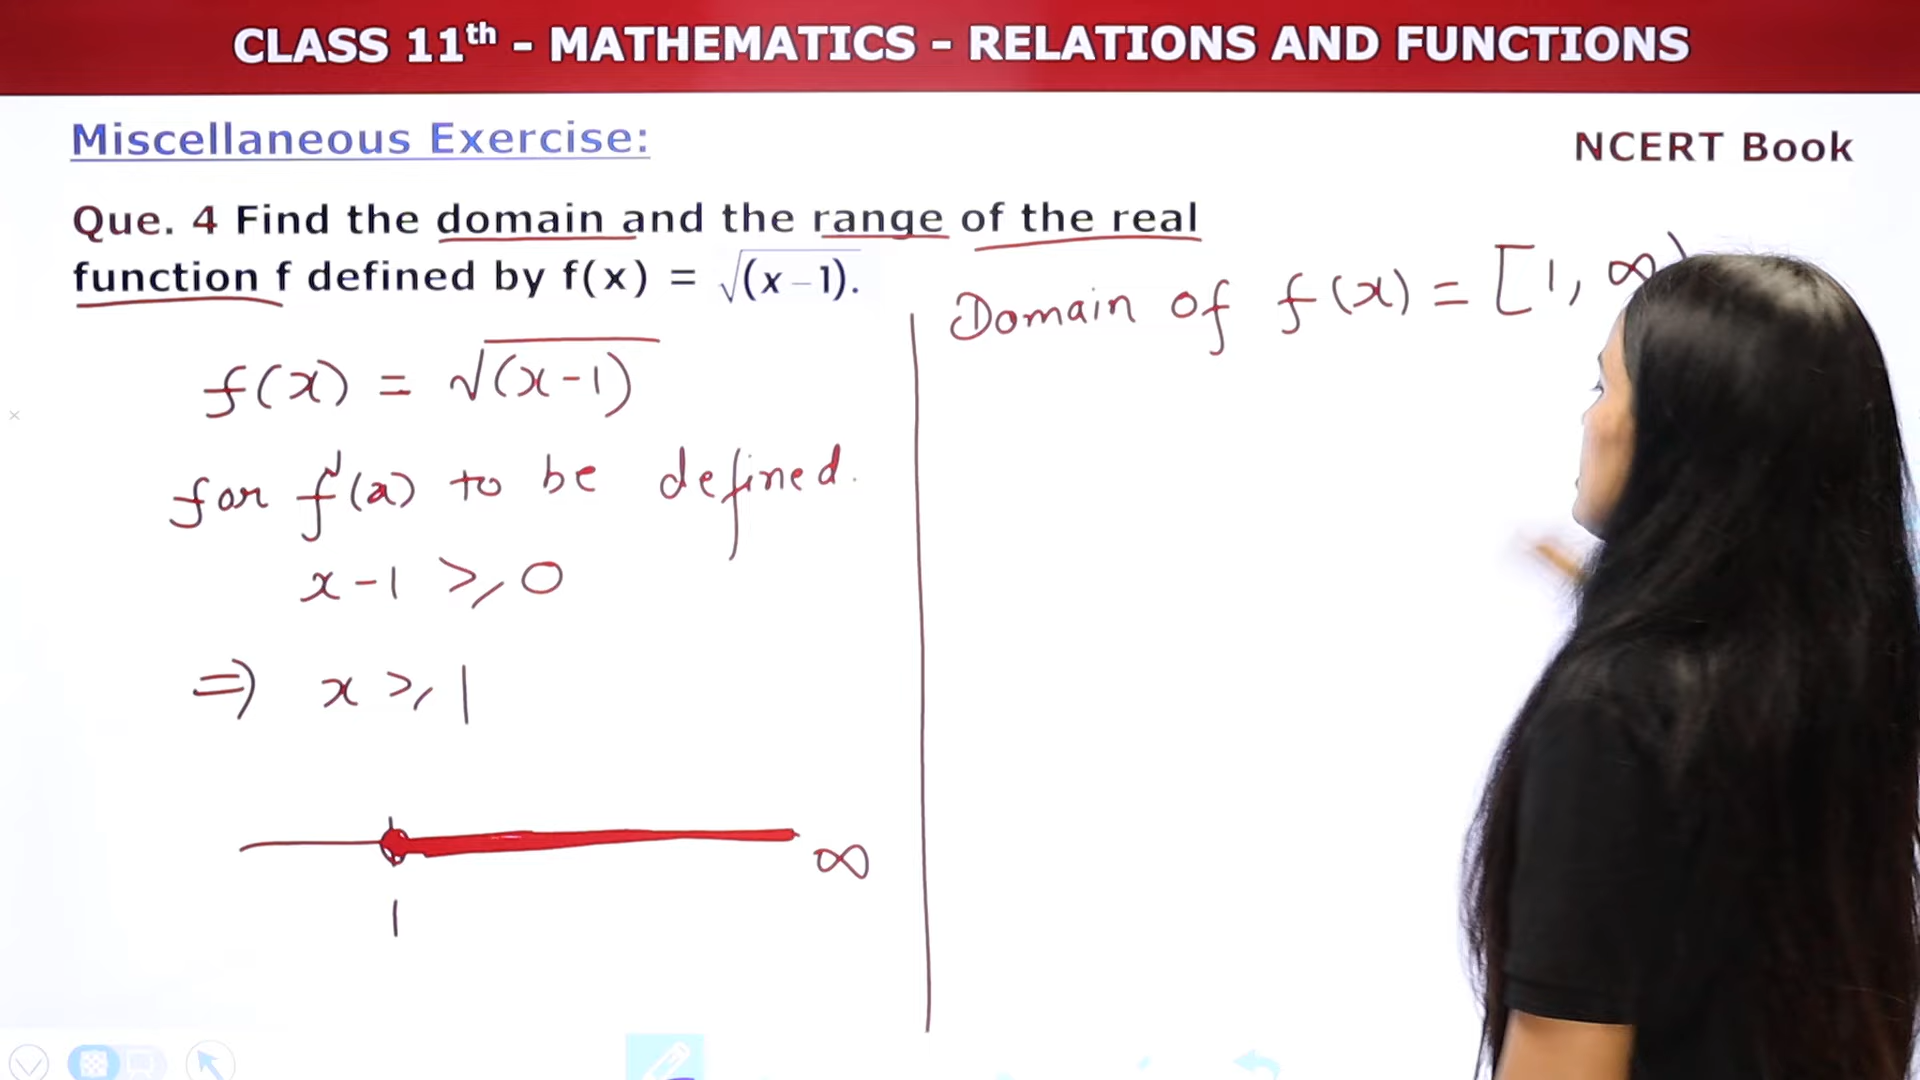 CLASS 11th - MATHEMATICS - RELATIONS AND FUNCTIONS
Miscellaneous Exercise:
NCERT Book
Que. 4 Find the domain and the range of the real
function f defined by f(x) = √(x – 1).
f(x) = √(x-1)
for f(x) to be defined.
x-1 ≥ 0
⇒ x ≥ 1
∞
1
Domain of f(x) = [1, ∞)